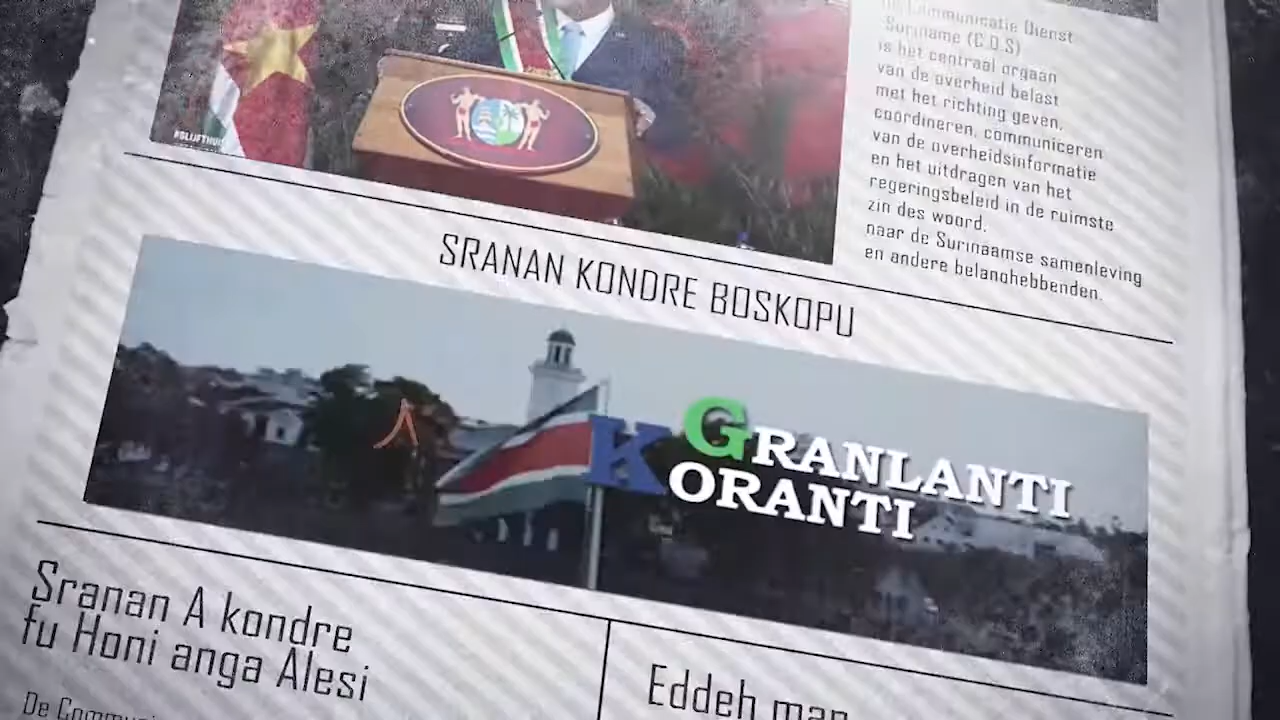 Communicatie Dienst
Suriname (C.D.S)
is het centraal orgaan
van de overheid belast
met het richting geven,
coordineren, communiceren
van de overheidsinformatie
en het uitdragen van het
regeringsbeleid in de ruimste
zin des woord.
naar de Surinaamse samenleving
en andere belanghebbenden.
SRANAN KONDRE BOSKOPU
GRANLANTI
KORANTI
Sranan A kondre
fu Honi anga Alesi
De
Eddeh man